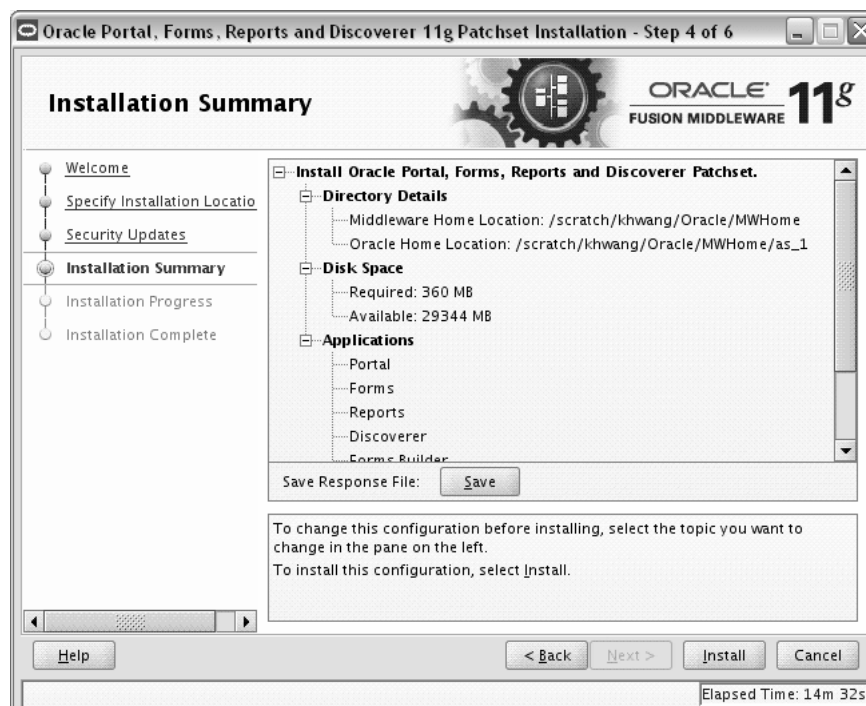 Oracle Portal, Forms, Reports and Discoverer 11g Patchset Installation - Step 4 of 6
Installation Summary
ORACLE
FUSION MIDDLEWARE
11g
Welcome
Specify Installation Locatio
Security Updates
Installation Summary
Installation Progress
Installation Complete
Install Oracle Portal, Forms, Reports and Discoverer Patchset.
Directory Details
Middleware Home Location: /scratch/khwang/Oracle/MWHome
Oracle Home Location: /scratch/khwang/Oracle/MWHome/as_1
Disk Space
Required: 360 MB
Available: 29344 MB
Applications
Portal
Forms
Reports
Discoverer
Forms Builder
Save Response File:
Save
To change this configuration before installing, select the topic you want to
change in the pane on the left.
To install this configuration, select Install.
Help
< Back
Next >
Install
Cancel
Elapsed Time: 14m 32s